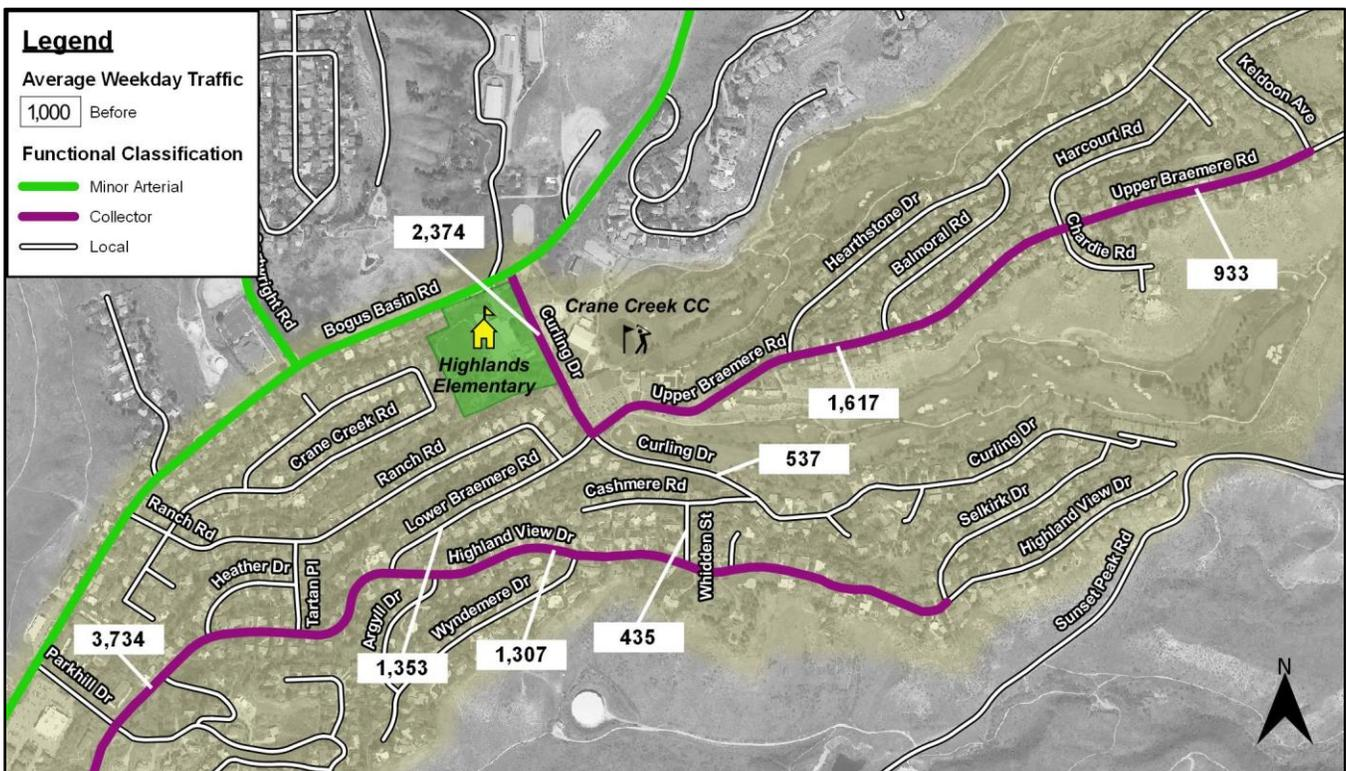 Legend
Average Weekday Traffic
1,000 Before
Functional Classification
Minor Arterial
Collector
Local
Keldoon Ave
Harcourt Rd
Upper Braemere Rd
Hearthstone Dr
Balmoral Rd
Chardie Rd
2,374
933
Bogus Basin Rd
Crane Creek CC
Curling Dr
Highlands
Elementary
Upper Braemere Rd
1,617
Crane Creek Rd
Ranch Rd
Curling Dr
537
Curling Dr
Cashmere Rd
Lower Braemere Rd
Selkirk Dr
Highland View Dr
Ranch Rd
Highland View Dr
Whidden St
Heather Dr
Tartan Pl
Argyll Dr
Wyndemere Dr
Sunset Peak Rd
3,734
435
1,307
1,353
Parkhill Dr
N